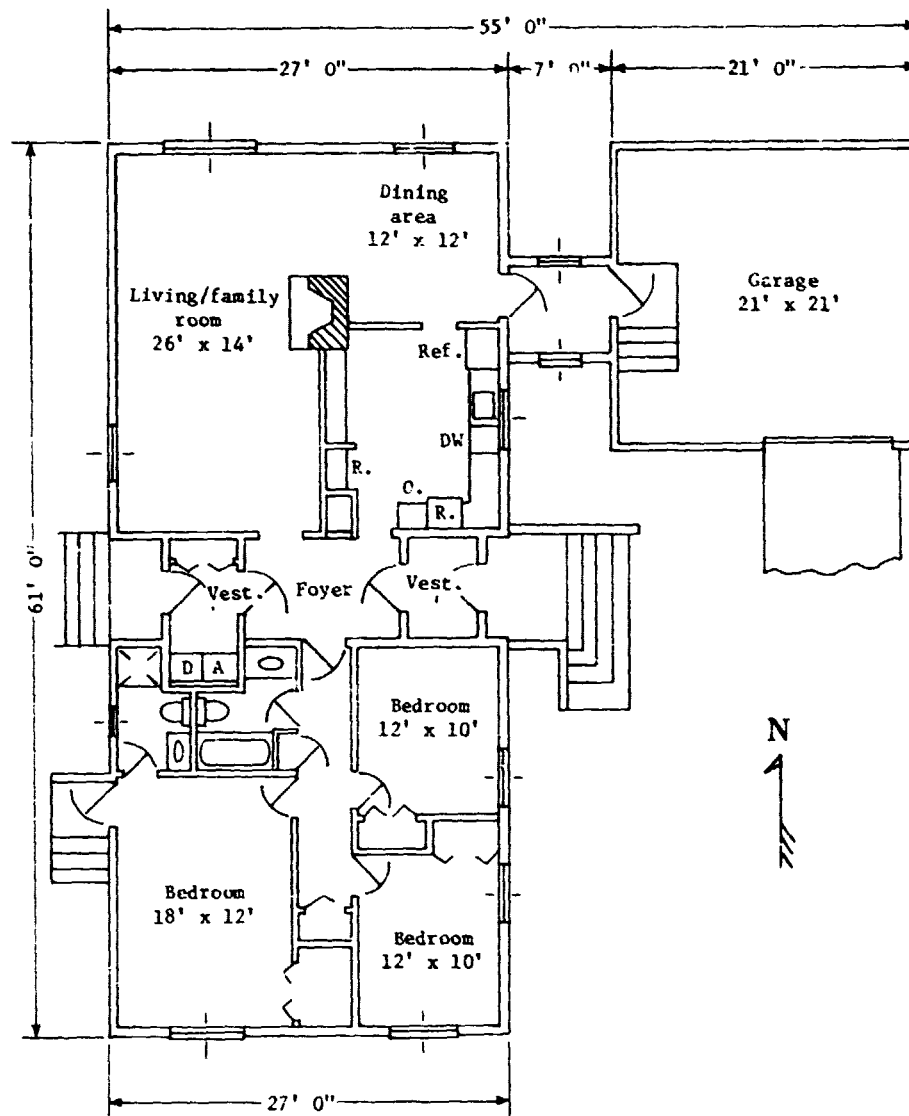 55' 0"
27' 0"
7' 0"
21' 0"
Dining
area
12' x 12'
Living/family
room
26' x 14'
Garage
21' x 21'
Ref.
DW
R.
O.
R.
61' 0"
Vest.
Foyer
Vest.
D A
Bedroom
12' x 10'
N
Bedroom
18' x 12'
Bedroom
12' x 10'
27' 0"